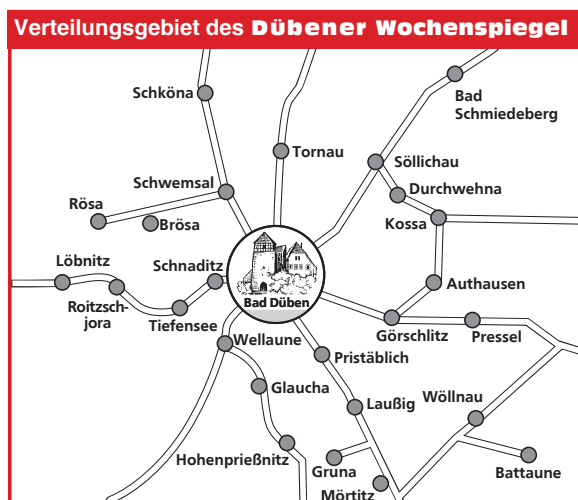 Verteilungsgebiet des Dübener Wochenspiegel
Schköna
Bad
Schmiedeberg
Tornau
Söllichau
Schwemsal
Durchwehna
Rösa
Brösa
Kossa
Löbnitz
Schnaditz
Authausen
Roitzsch-
jora
Bad Düben
Tiefensee
Görschlitz
Pressel
Wellaune
Pristäblich
Glaucha
Laußig
Wöllnau
Hohenprießnitz
Gruna
Battaune
Mörtitz